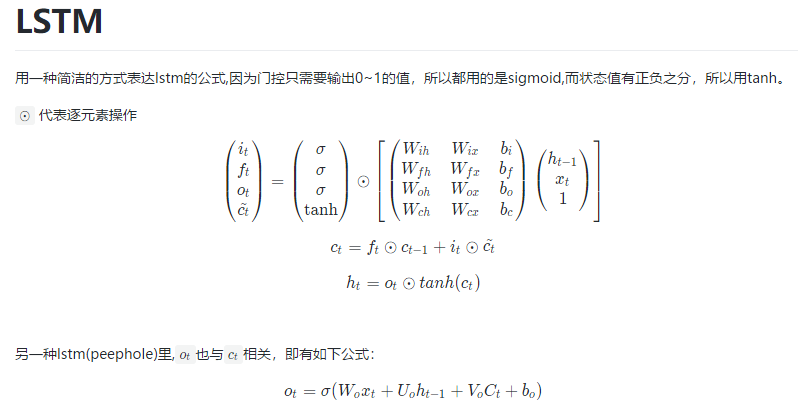 LSTM
用一种简洁的方式表达lstm的公式,因为门控只需要输出0~1的值，所以都用的是sigmoid,而状态值有正负之分，所以用tanh。
⊙ 代表逐元素操作
$$\begin{pmatrix} i_t \\ f_t \\ o_t \\ \tilde{c_t} \end{pmatrix} = \begin{pmatrix} \sigma \\ \sigma \\ \sigma \\ \tanh \end{pmatrix} \odot \left[ \begin{pmatrix} W_{ih} & W_{ix} & b_i \\ W_{fh} & W_{fx} & b_f \\ W_{oh} & W_{ox} & b_o \\ W_{ch} & W_{cx} & b_c \end{pmatrix} \begin{pmatrix} h_{t-1} \\ x_t \\ 1 \end{pmatrix} \right]$$
$$c_t = f_t \odot c_{t-1} + i_t \odot \tilde{c_t}$$
$$h_t = o_t \odot tanh(c_t)$$
另一种lstm(peephole)里, $o_t$ 也与 $c_t$ 相关，即有如下公式：
$$o_t = \sigma(W_o x_t + U_o h_{t-1} + V_o C_t + b_o)$$